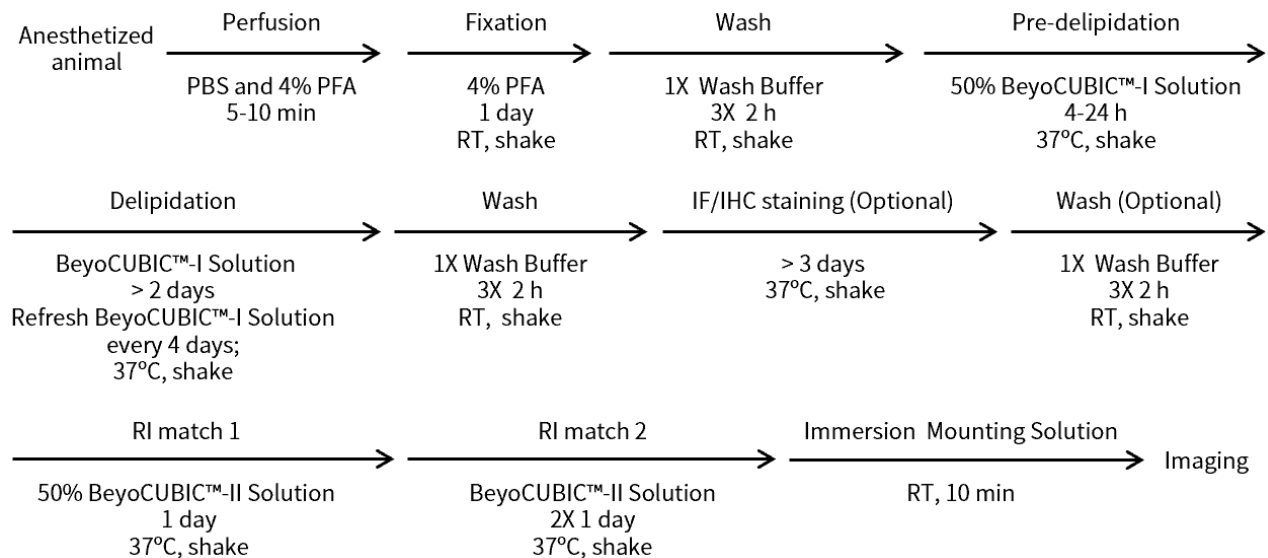 Anesthetized
animal
Perfusion
PBS and 4% PFA
5-10 min
Fixation
4% PFA
1 day
RT, shake
Wash
1X Wash Buffer
3X 2 h
RT, shake
Pre-delipidation
50% BeyoCUBIC™-I Solution
4-24 h
37ºC, shake
Delipidation
BeyoCUBIC™-I Solution
> 2 days
Refresh BeyoCUBIC™-I Solution
every 4 days;
37ºC, shake
Wash
1X Wash Buffer
3X 2 h
RT, shake
IF/IHC staining (Optional)
> 3 days
37ºC, shake
Wash (Optional)
1X Wash Buffer
3X 2 h
RT, shake
RI match 1
50% BeyoCUBIC™-II Solution
1 day
37ºC, shake
RI match 2
BeyoCUBIC™-II Solution
2X 1 day
37ºC, shake
Immersion Mounting Solution
RT, 10 min
Imaging